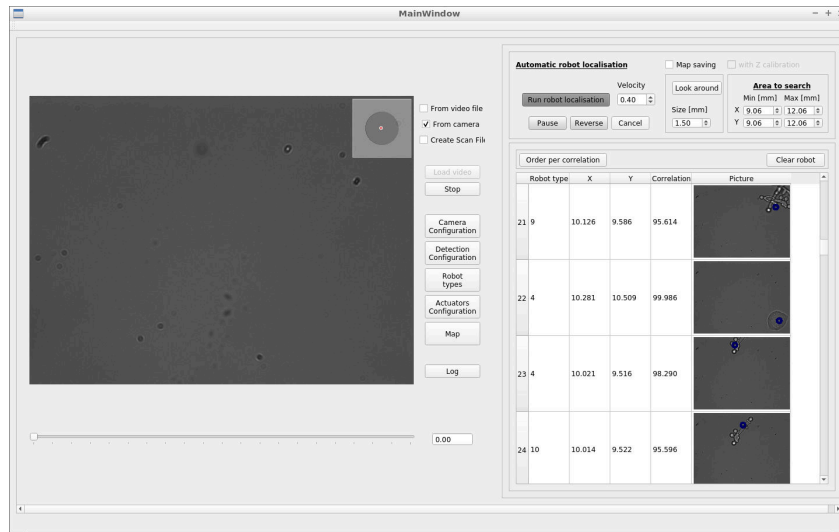 MainWindow
Automatic robot localisation
Map saving
with Z calibration
Velocity
Run robot localisation
0.40
Pause
Reverse
Cancel
Look around
Size [mm]
1.50
Area to search
Min [mm] Max [mm]
X 9.06 12.06
Y 9.06 12.06
From video file
From camera
Create Scan File
Load video
Stop
Camera
Configuration
Detection
Configuration
Robot
types
Actuators
Configuration
Map
Log
0.00
Order per correlation
Clear robot
Robot type X Y Correlation Picture
21 9 10.126 9.586 95.614
22 4 10.281 10.509 99.986
23 4 10.021 9.516 98.290
24 10 10.014 9.522 95.596